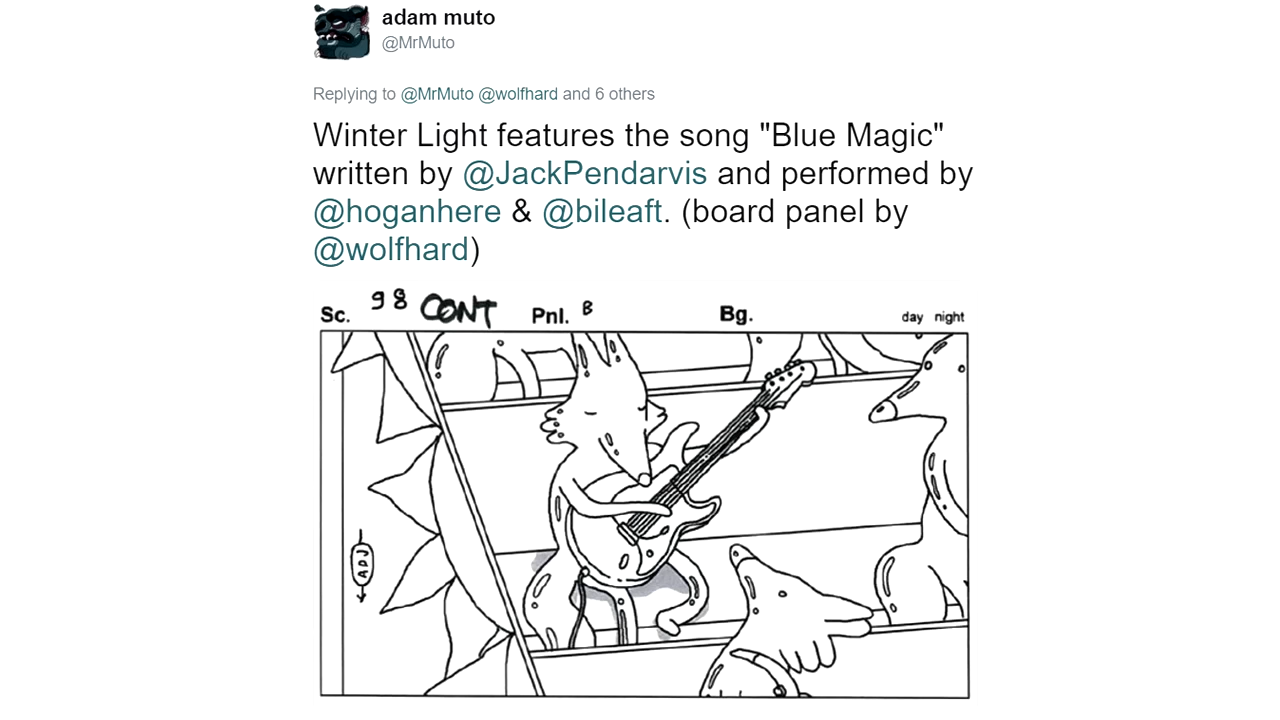 adam muto
@MrMuto
Replying to @MrMuto @wolfhard and 6 others
Winter Light features the song "Blue Magic"
written by @JackPendarvis and performed by
@hoganhere & @bileaft. (board panel by
@wolfhard)
Sc. 98 CONT Pnl. B Bg. day night
ADJ